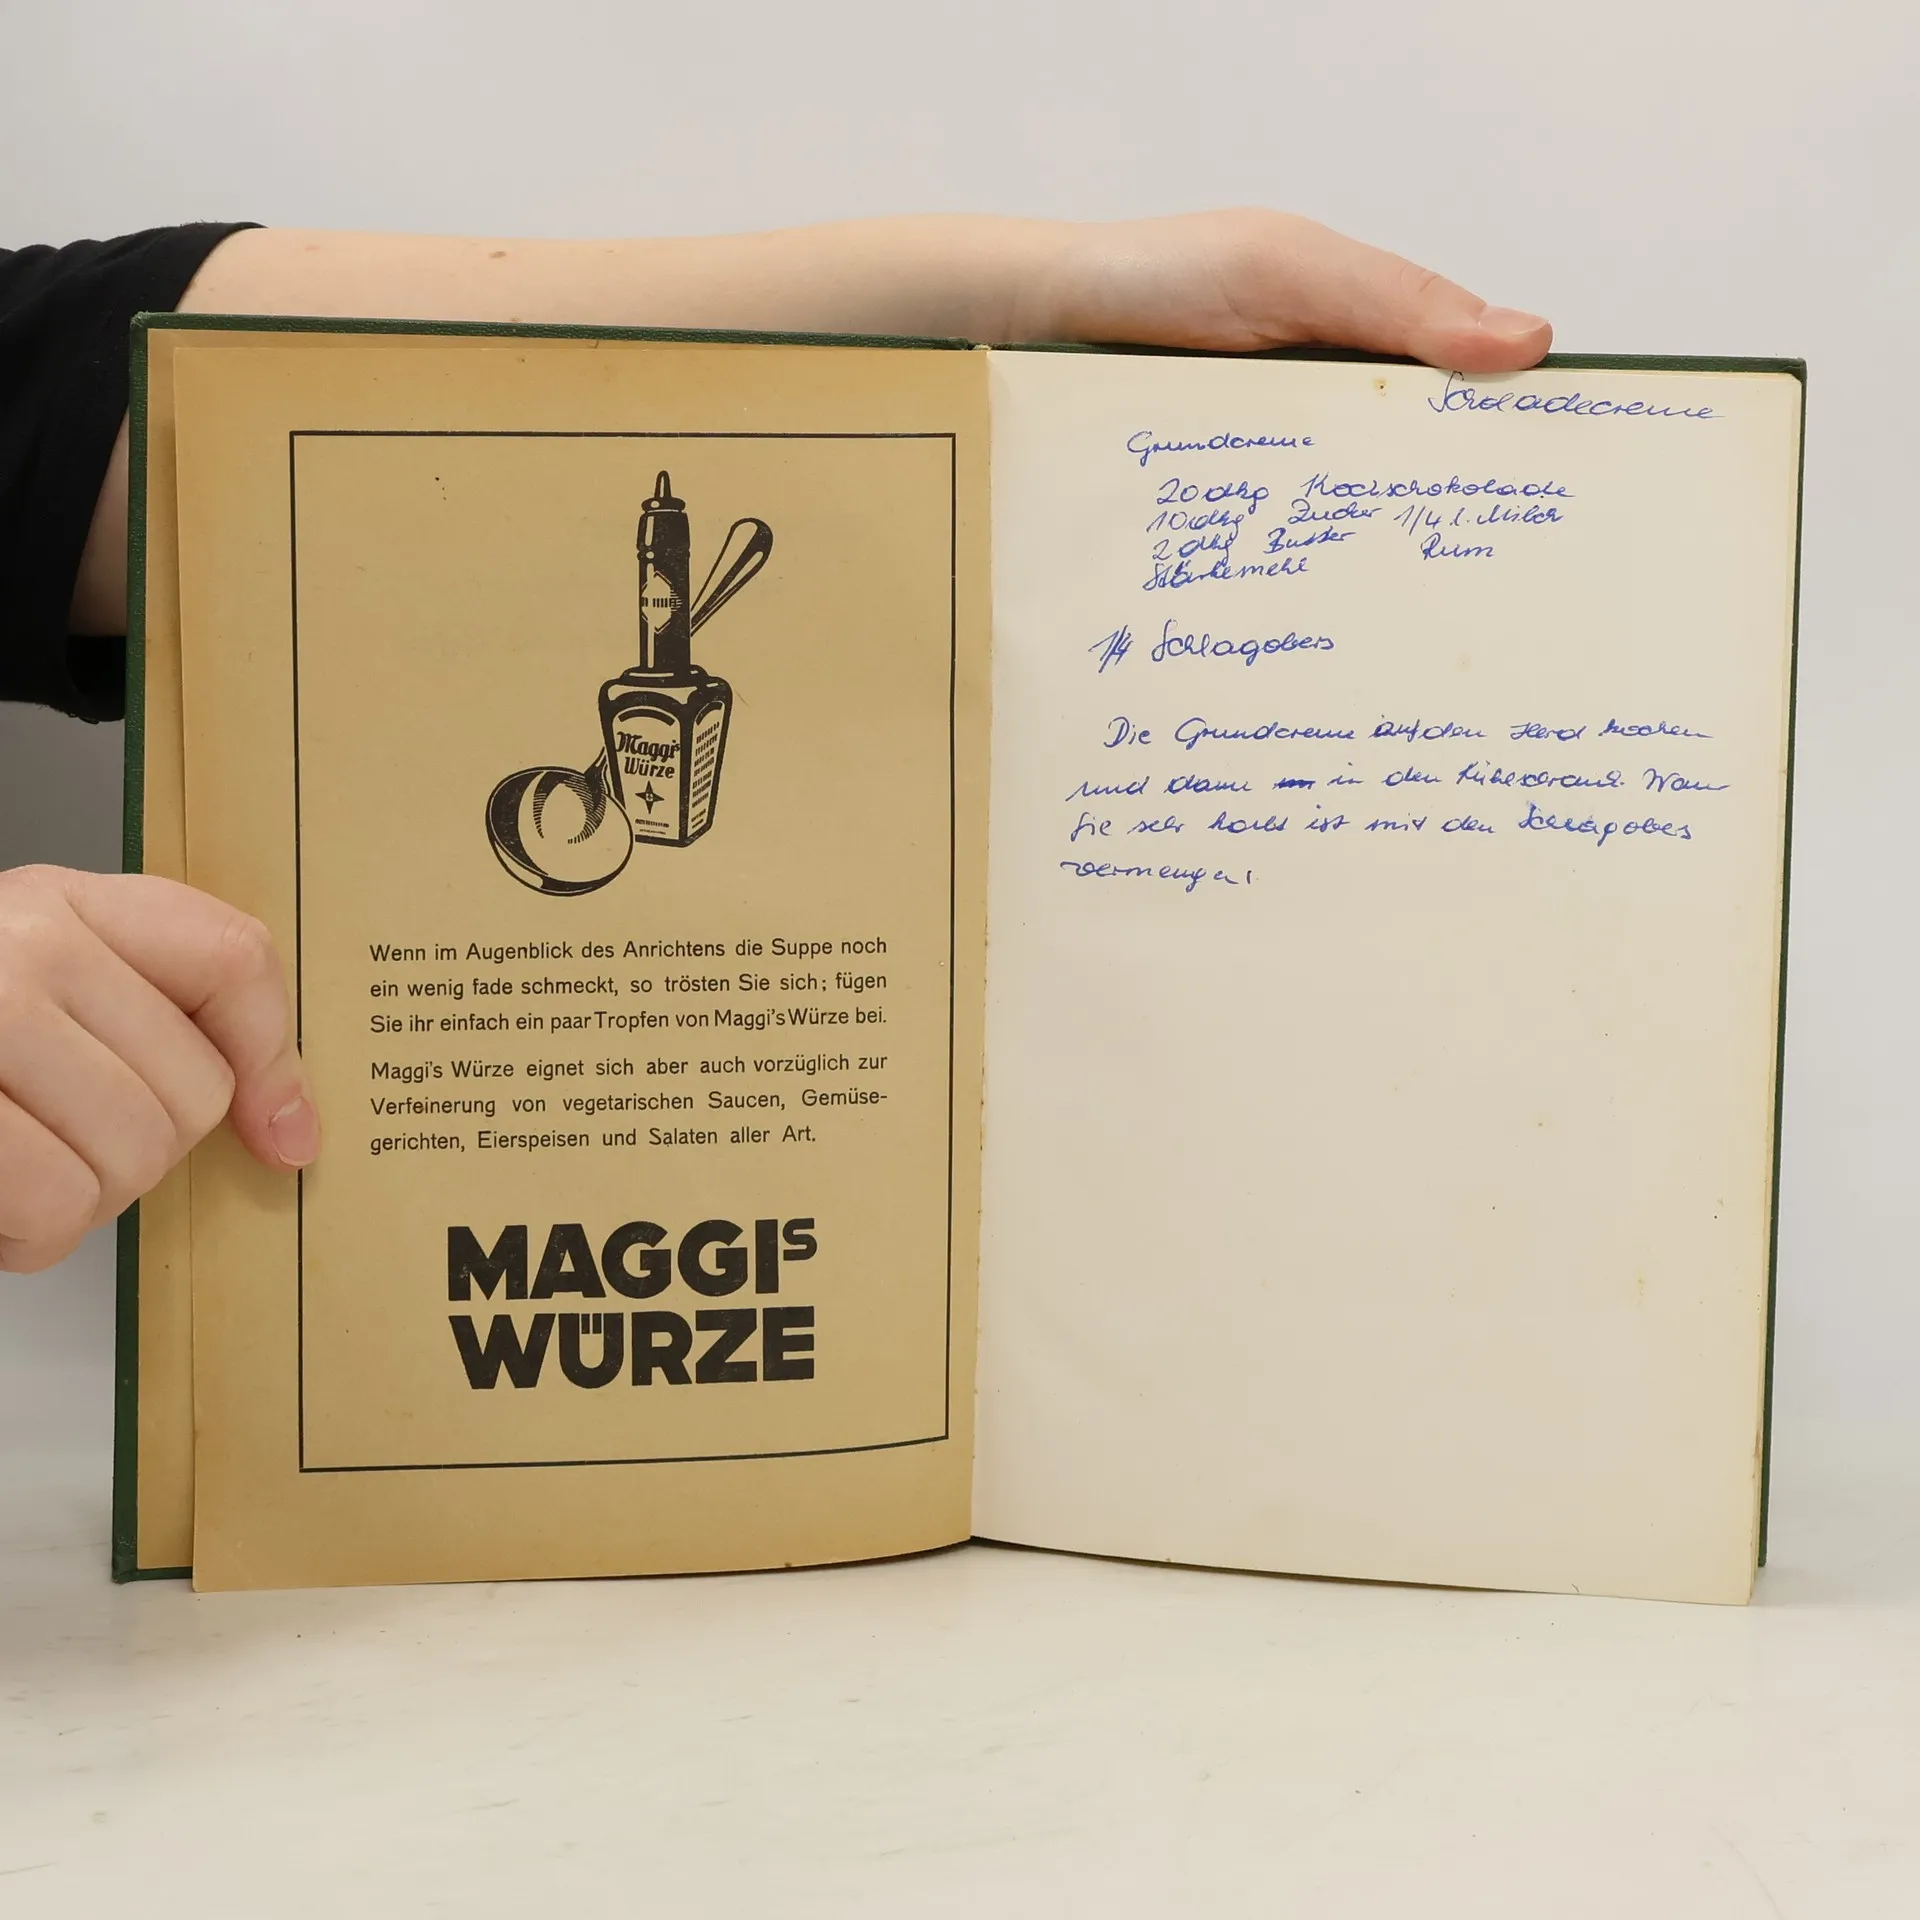 Maggi's
Würze
Wenn im Augenblick des Anrichtens die Suppe noch
ein wenig fade schmeckt, so trösten Sie sich; fügen
Sie ihr einfach ein paar Tropfen von Maggi's Würze bei.
Maggi's Würze eignet sich aber auch vorzüglich zur
Verfeinerung von vegetarischen Saucen, Gemüse-
gerichten, Eierspeisen und Salaten aller Art.
MAGGIS
WÜRZE
Grundcreme
20 dkg Kochschokolade
10 dkg Zucker 1/4 l. Milch
2 dkg Butter Rum
Stärkemehl
1/4 Schlagobers
Die Grundcreme auf den Herd kochen
und dann in den Kühlschrank. Wan
sie sehr kalt ist mit den Schlagobers
vermengen!